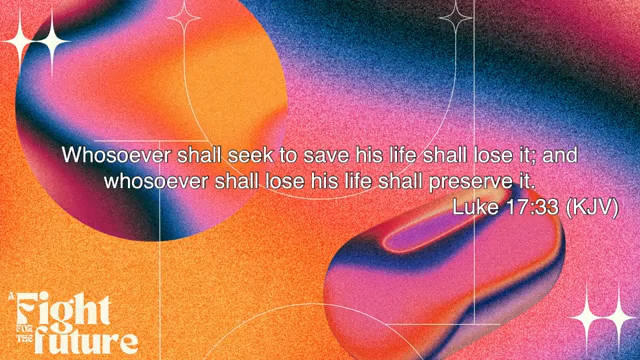 Whosoever shall seek to save his life shall lose it; and
whosoever shall lose his life shall preserve it.
Luke 17:33 (KJV)
A Fight
FOR THE future